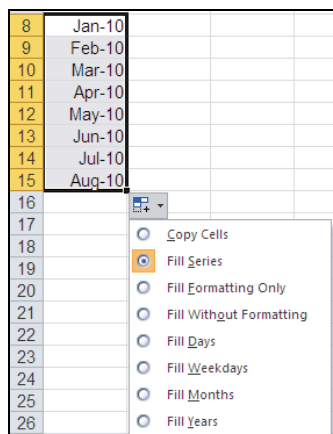 8 Jan-10
9 Feb-10
10 Mar-10
11 Apr-10
12 May-10
13 Jun-10
14 Jul-10
15 Aug-10
16
17
18 Copy Cells
19 Fill Series
20 Fill Formatting Only
21 Fill Without Formatting
22 Fill Days
23 Fill Weekdays
24
25 Fill Months
26 Fill Years